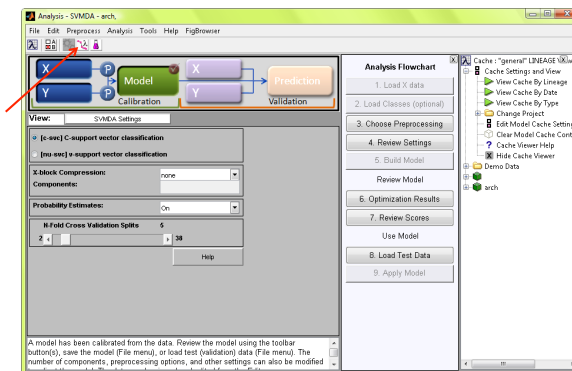 Analysis - SVMDA - arch,
File Edit Preprocess Analysis Tools Help FigBrowser
X
P
Y
P
Model
Calibration
X
Y
Prediction
Validation
View: SVMDA Settings
[c-svc] C-support vector classification
[nu-svc] ν-support vector classification
X-block Compression: none
Components:
Probability Estimates: On
N-Fold Cross Validation Splits 5
2 38
Help
A model has been calibrated from the data. Review the model using the toolbar
button(s), save the model (File menu), or load test (validation) data (File menu). The
number of components, preprocessing options, and other settings can also be modified
Analysis Flowchart
1. Load X data
2. Load Classes (optional)
3. Choose Preprocessing
4. Review Settings
5. Build Model
Review Model
6. Optimization Results
7. Review Scores
Use Model
8. Load Test Data
9. Apply Model
Cache : "general" LINEAGE
Cache Settings and View
View Cache By Lineage
View Cache By Date
View Cache By Type
Change Project
Edit Model Cache Setting
Clear Model Cache Cont
Cache Viewer Help
Hide Cache Viewer
Demo Data
arch